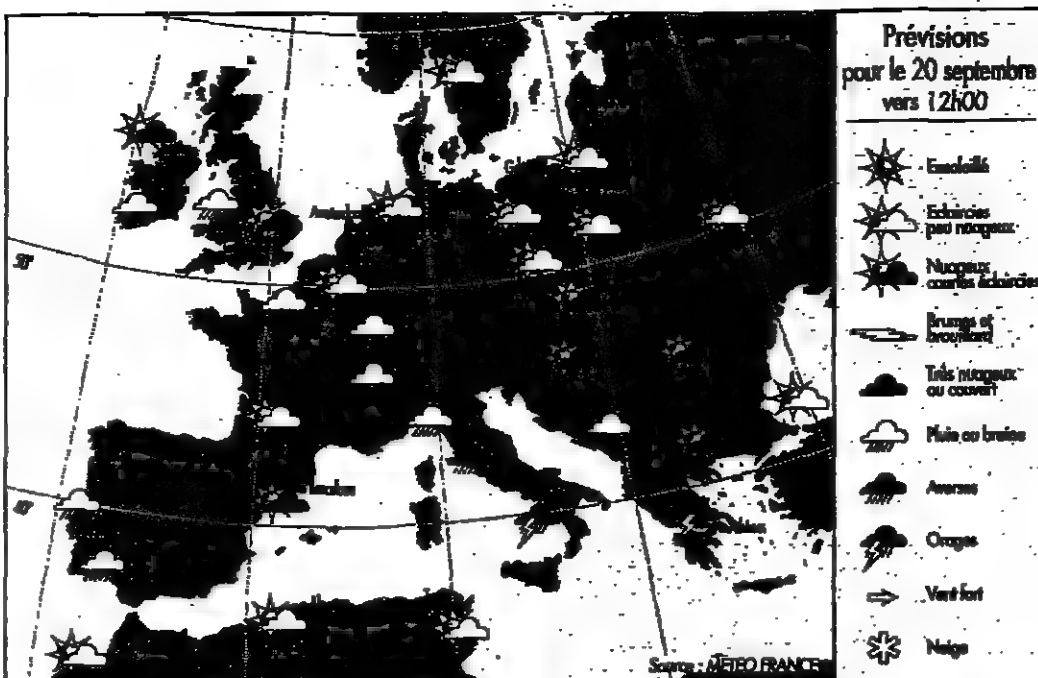 Prévisions
pour le 20 septembre
vers 12h00
Ensoleillé
Eclaircies
peu nuageux
Nuageux
courtes éclaircies
Brumes et
brouillard
Très nuageux
ou couvert
Pluie ou bruine
Averses
Orages
Vent fort
Neige
50°
Source : METEO FRANCE